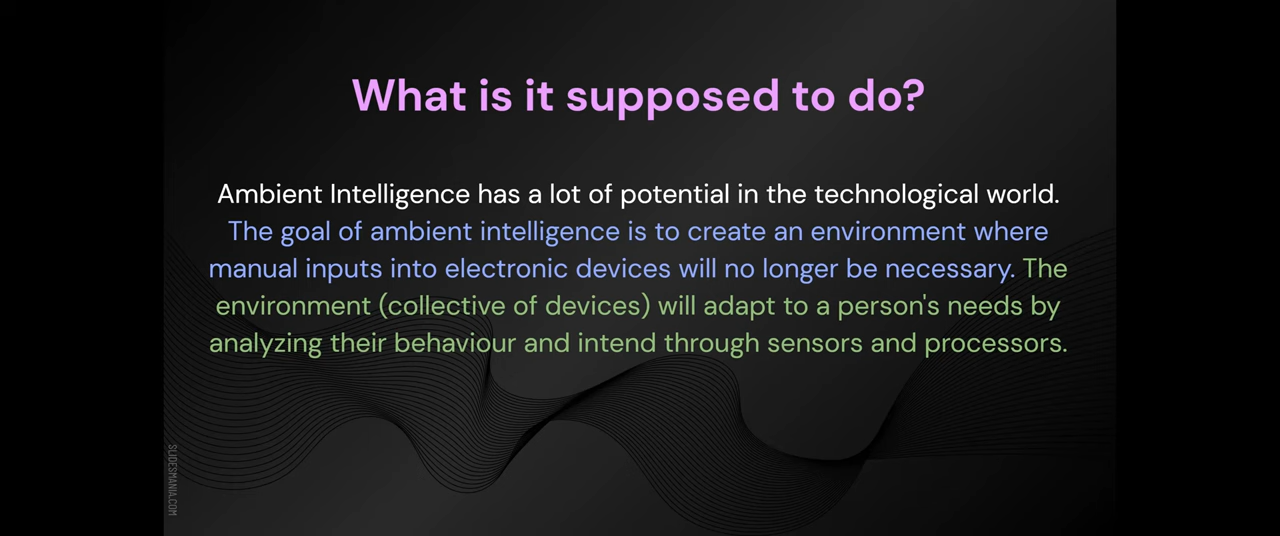 What is it supposed to do?
Ambient Intelligence has a lot of potential in the technological world.
The goal of ambient intelligence is to create an environment where
manual inputs into electronic devices will no longer be necessary. The
environment (collective of devices) will adapt to a person's needs by
analyzing their behaviour and intend through sensors and processors.
SLIDESMANIA.COM